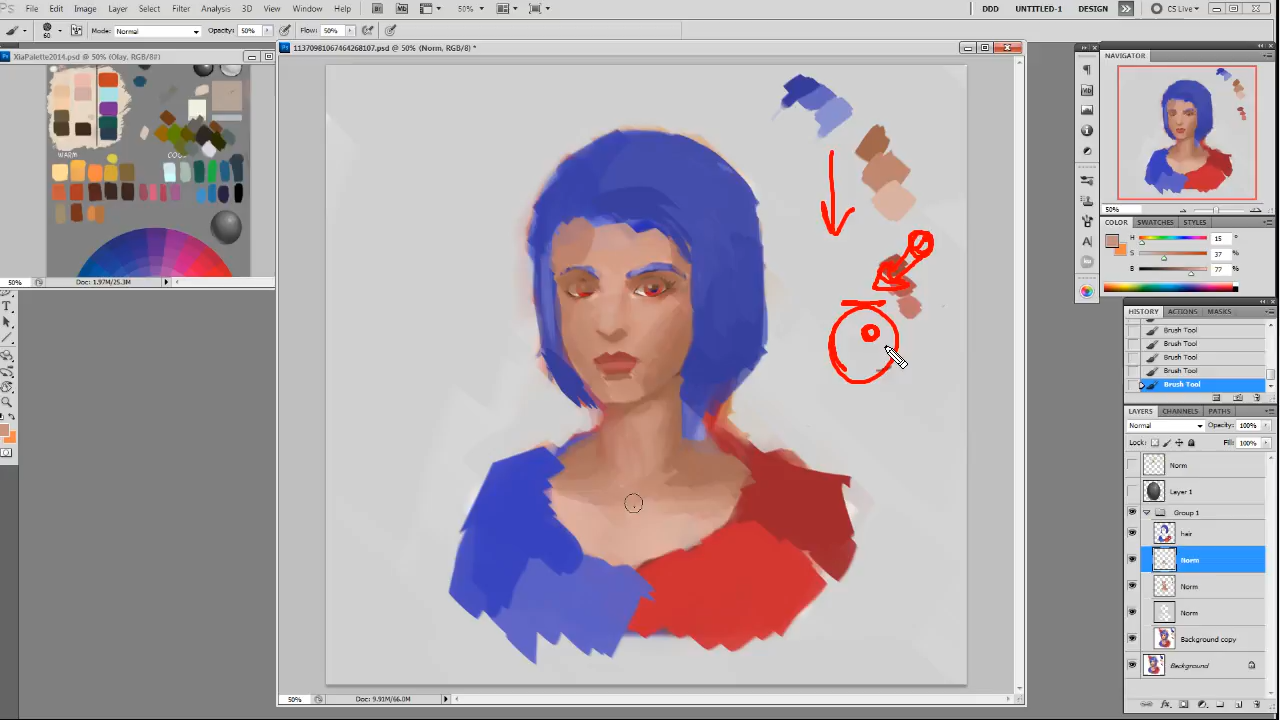 PS File Edit Image Layer Select Filter Analysis 3D View Window Help
Mb 50%
DDD UNTITLED-1 DESIGN CS Live
60 Mode: Normal Opacity: 50% Flow: 50%
XiaPalette2014.psd @ 50% (Olay, RGB/8#)
11370981067464268107.psd @ 50% (Norm, RGB/8) *
WARM
50% Doc: 1.97M/25.3M
50% Doc: 9.91M/66.0M
NAVIGATOR
50%
COLOR SWATCHES STYLES
H 15 °
S 37 %
B 77 %
HISTORY ACTIONS MASKS
Brush Tool
Brush Tool
Brush Tool
Brush Tool
Brush Tool
LAYERS CHANNELS PATHS
Normal Opacity: 100%
Lock: Fill: 100%
Norm
Layer 1
Group 1
hair
Norm
Norm
Norm
Background copy
Background